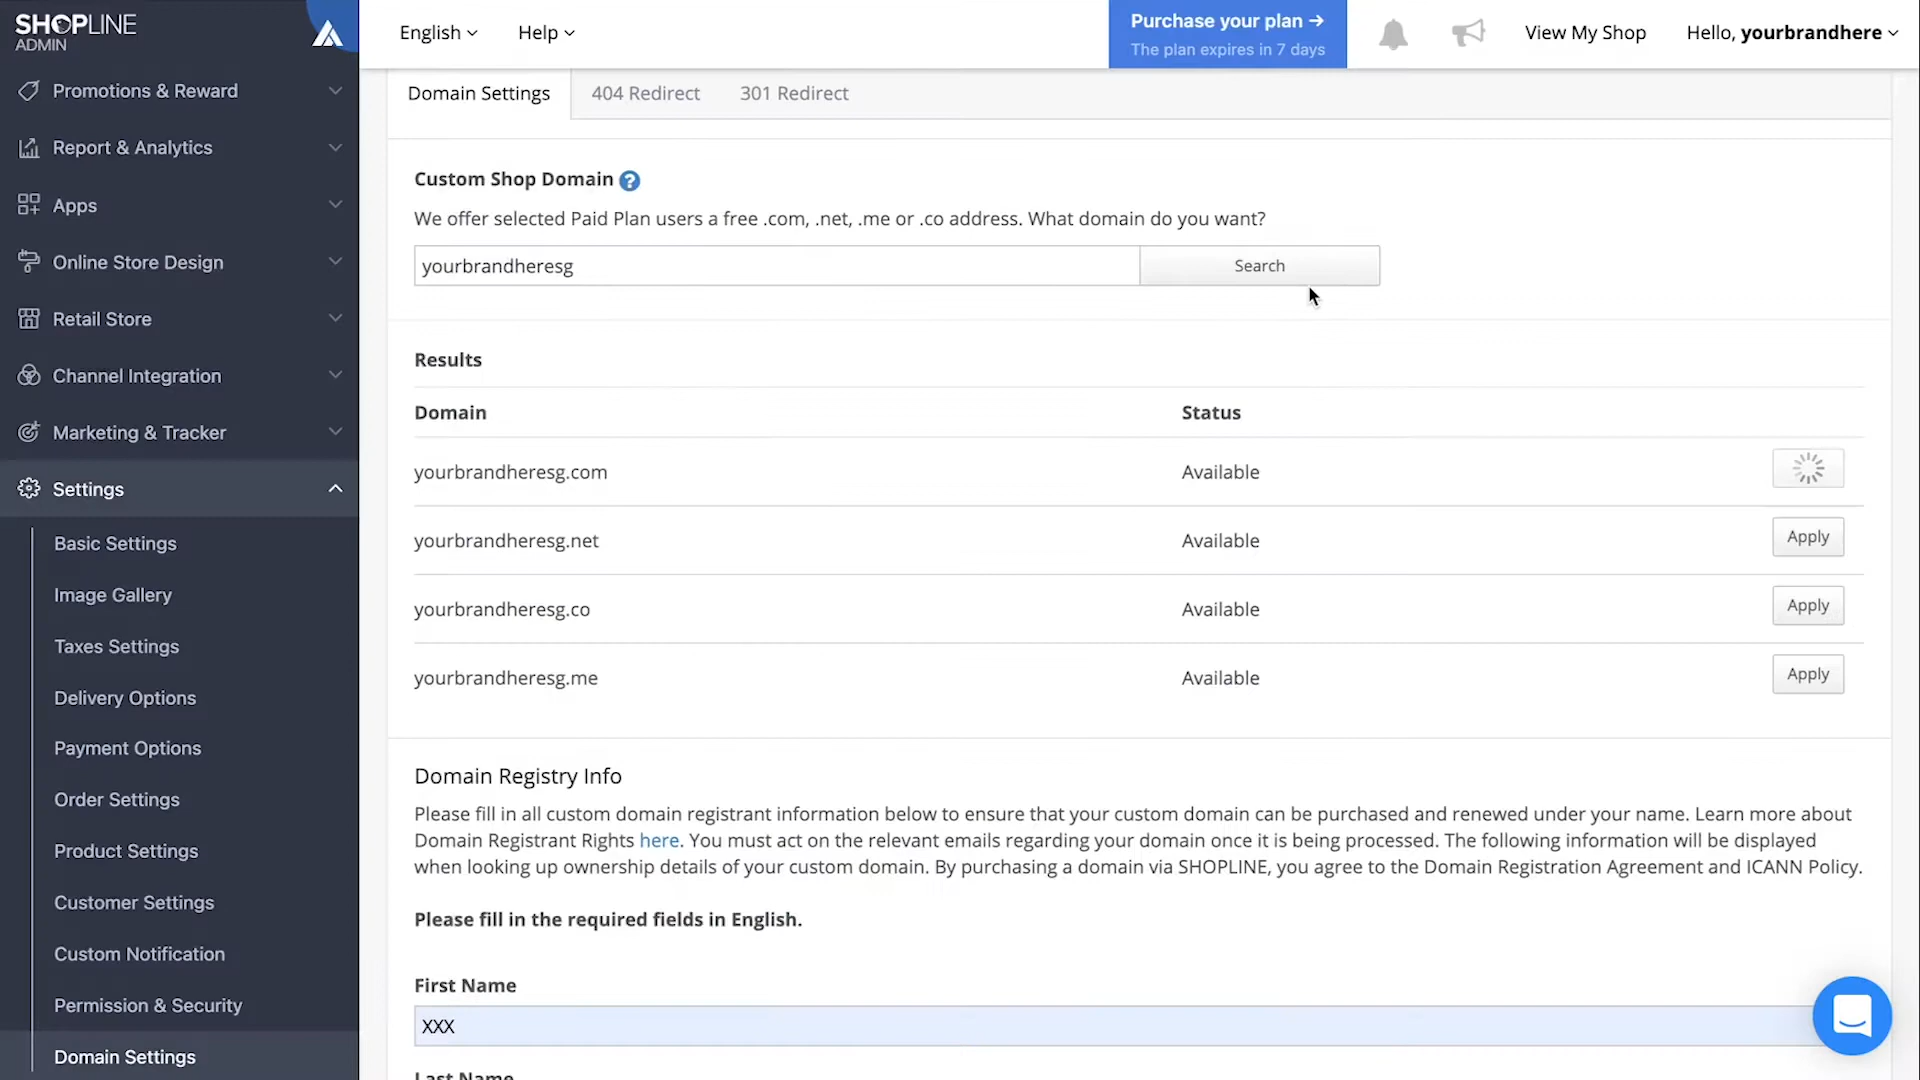 SHOPLINE
ADMIN
English
Help
Purchase your plan →
The plan expires in 7 days
View My Shop
Hello, yourbrandhere
Promotions & Reward
Report & Analytics
Apps
Online Store Design
Retail Store
Channel Integration
Marketing & Tracker
Settings
Basic Settings
Image Gallery
Taxes Settings
Delivery Options
Payment Options
Order Settings
Product Settings
Customer Settings
Custom Notification
Permission & Security
Domain Settings
Domain Settings
404 Redirect
301 Redirect
Custom Shop Domain ?
We offer selected Paid Plan users a free .com, .net, .me or .co address. What domain do you want?
yourbrandheresg
Search
Results
Domain
Status
yourbrandheresg.com
Available
yourbrandheresg.net
Available
Apply
yourbrandheresg.co
Available
Apply
yourbrandheresg.me
Available
Apply
Domain Registry Info
Please fill in all custom domain registrant information below to ensure that your custom domain can be purchased and renewed under your name. Learn more about
Domain Registrant Rights here. You must act on the relevant emails regarding your domain once it is being processed. The following information will be displayed
when looking up ownership details of your custom domain. By purchasing a domain via SHOPLINE, you agree to the Domain Registration Agreement and ICANN Policy.
Please fill in the required fields in English.
First Name
XXX
Last Name